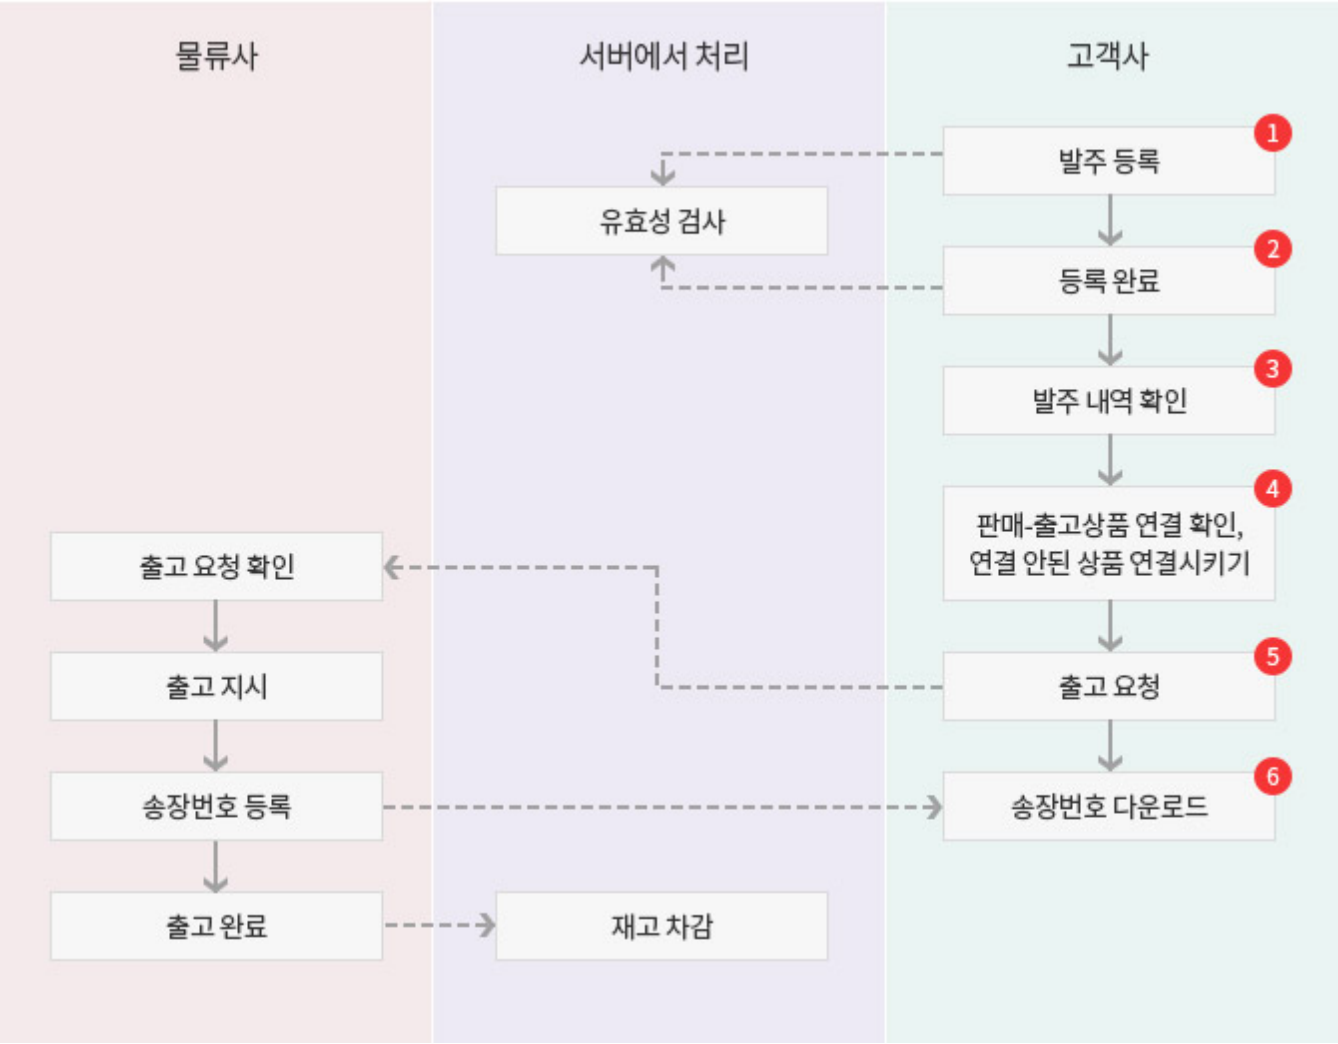 물류사
서버에서 처리
고객사
1
발주 등록
유효성 검사
2
등록 완료
3
발주 내역 확인
4
판매-출고상품 연결 확인,
연결 안된 상품 연결시키기
출고 요청 확인
5
출고 지시
출고 요청
6
송장번호 등록
송장번호 다운로드
출고 완료
재고 차감